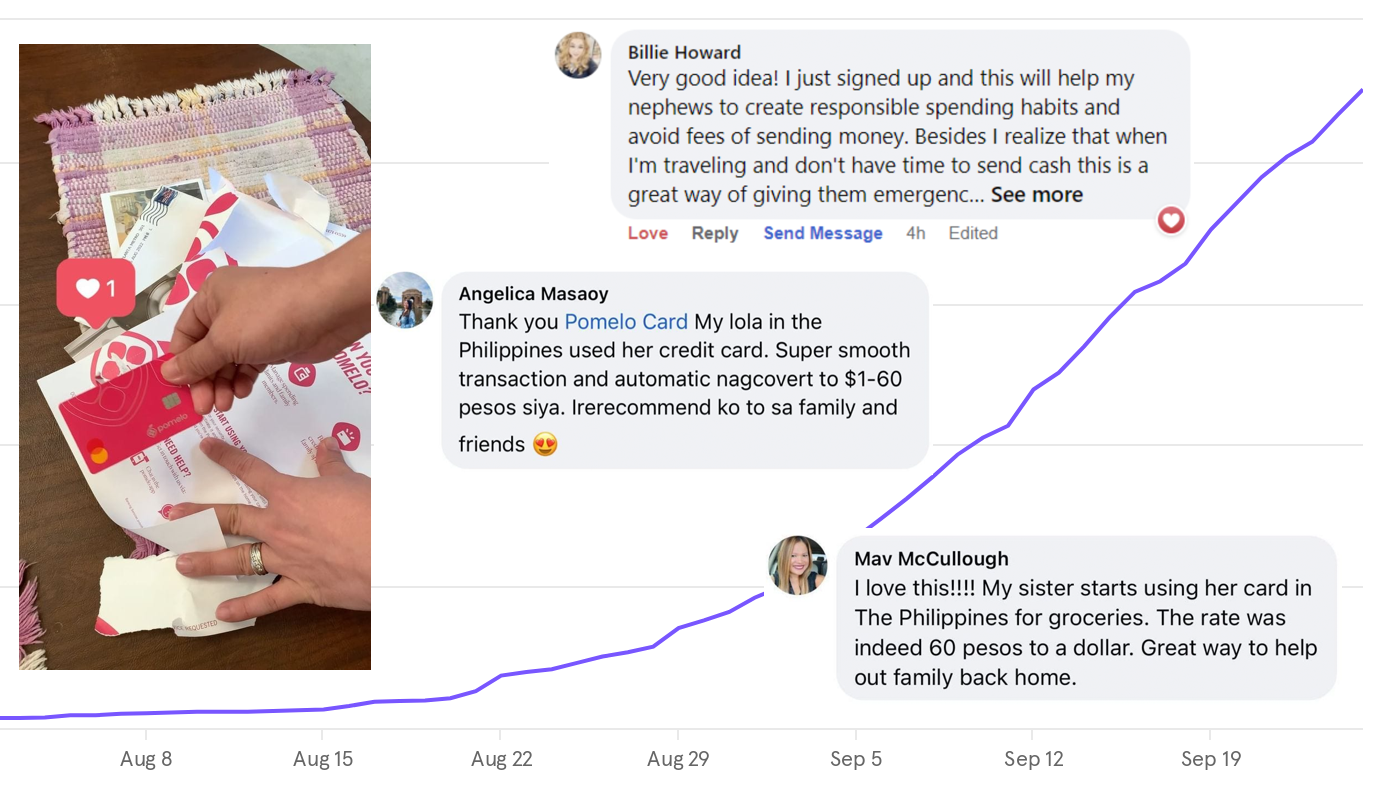 Billie Howard
Very good idea! I just signed up and this will help my
nephews to create responsible spending habits and
avoid fees of sending money. Besides I realize that when
I'm traveling and don't have time to send cash this is a
great way of giving them emergenc... See more
Love Reply Send Message 4h Edited
Angelica Masaoy
Thank you Pomelo Card My lola in the
Philippines used her credit card. Super smooth
transaction and automatic nagcovert to $1-60
pesos siya. Irerecommend ko to sa family and
friends 😍
1
pomelo
START USING YO
NEED HELP?
Mav McCullough
I love this!!!! My sister starts using her card in
The Philippines for groceries. The rate was
indeed 60 pesos to a dollar. Great way to help
out family back home.
Aug 8 Aug 15 Aug 22 Aug 29 Sep 5 Sep 12 Sep 19